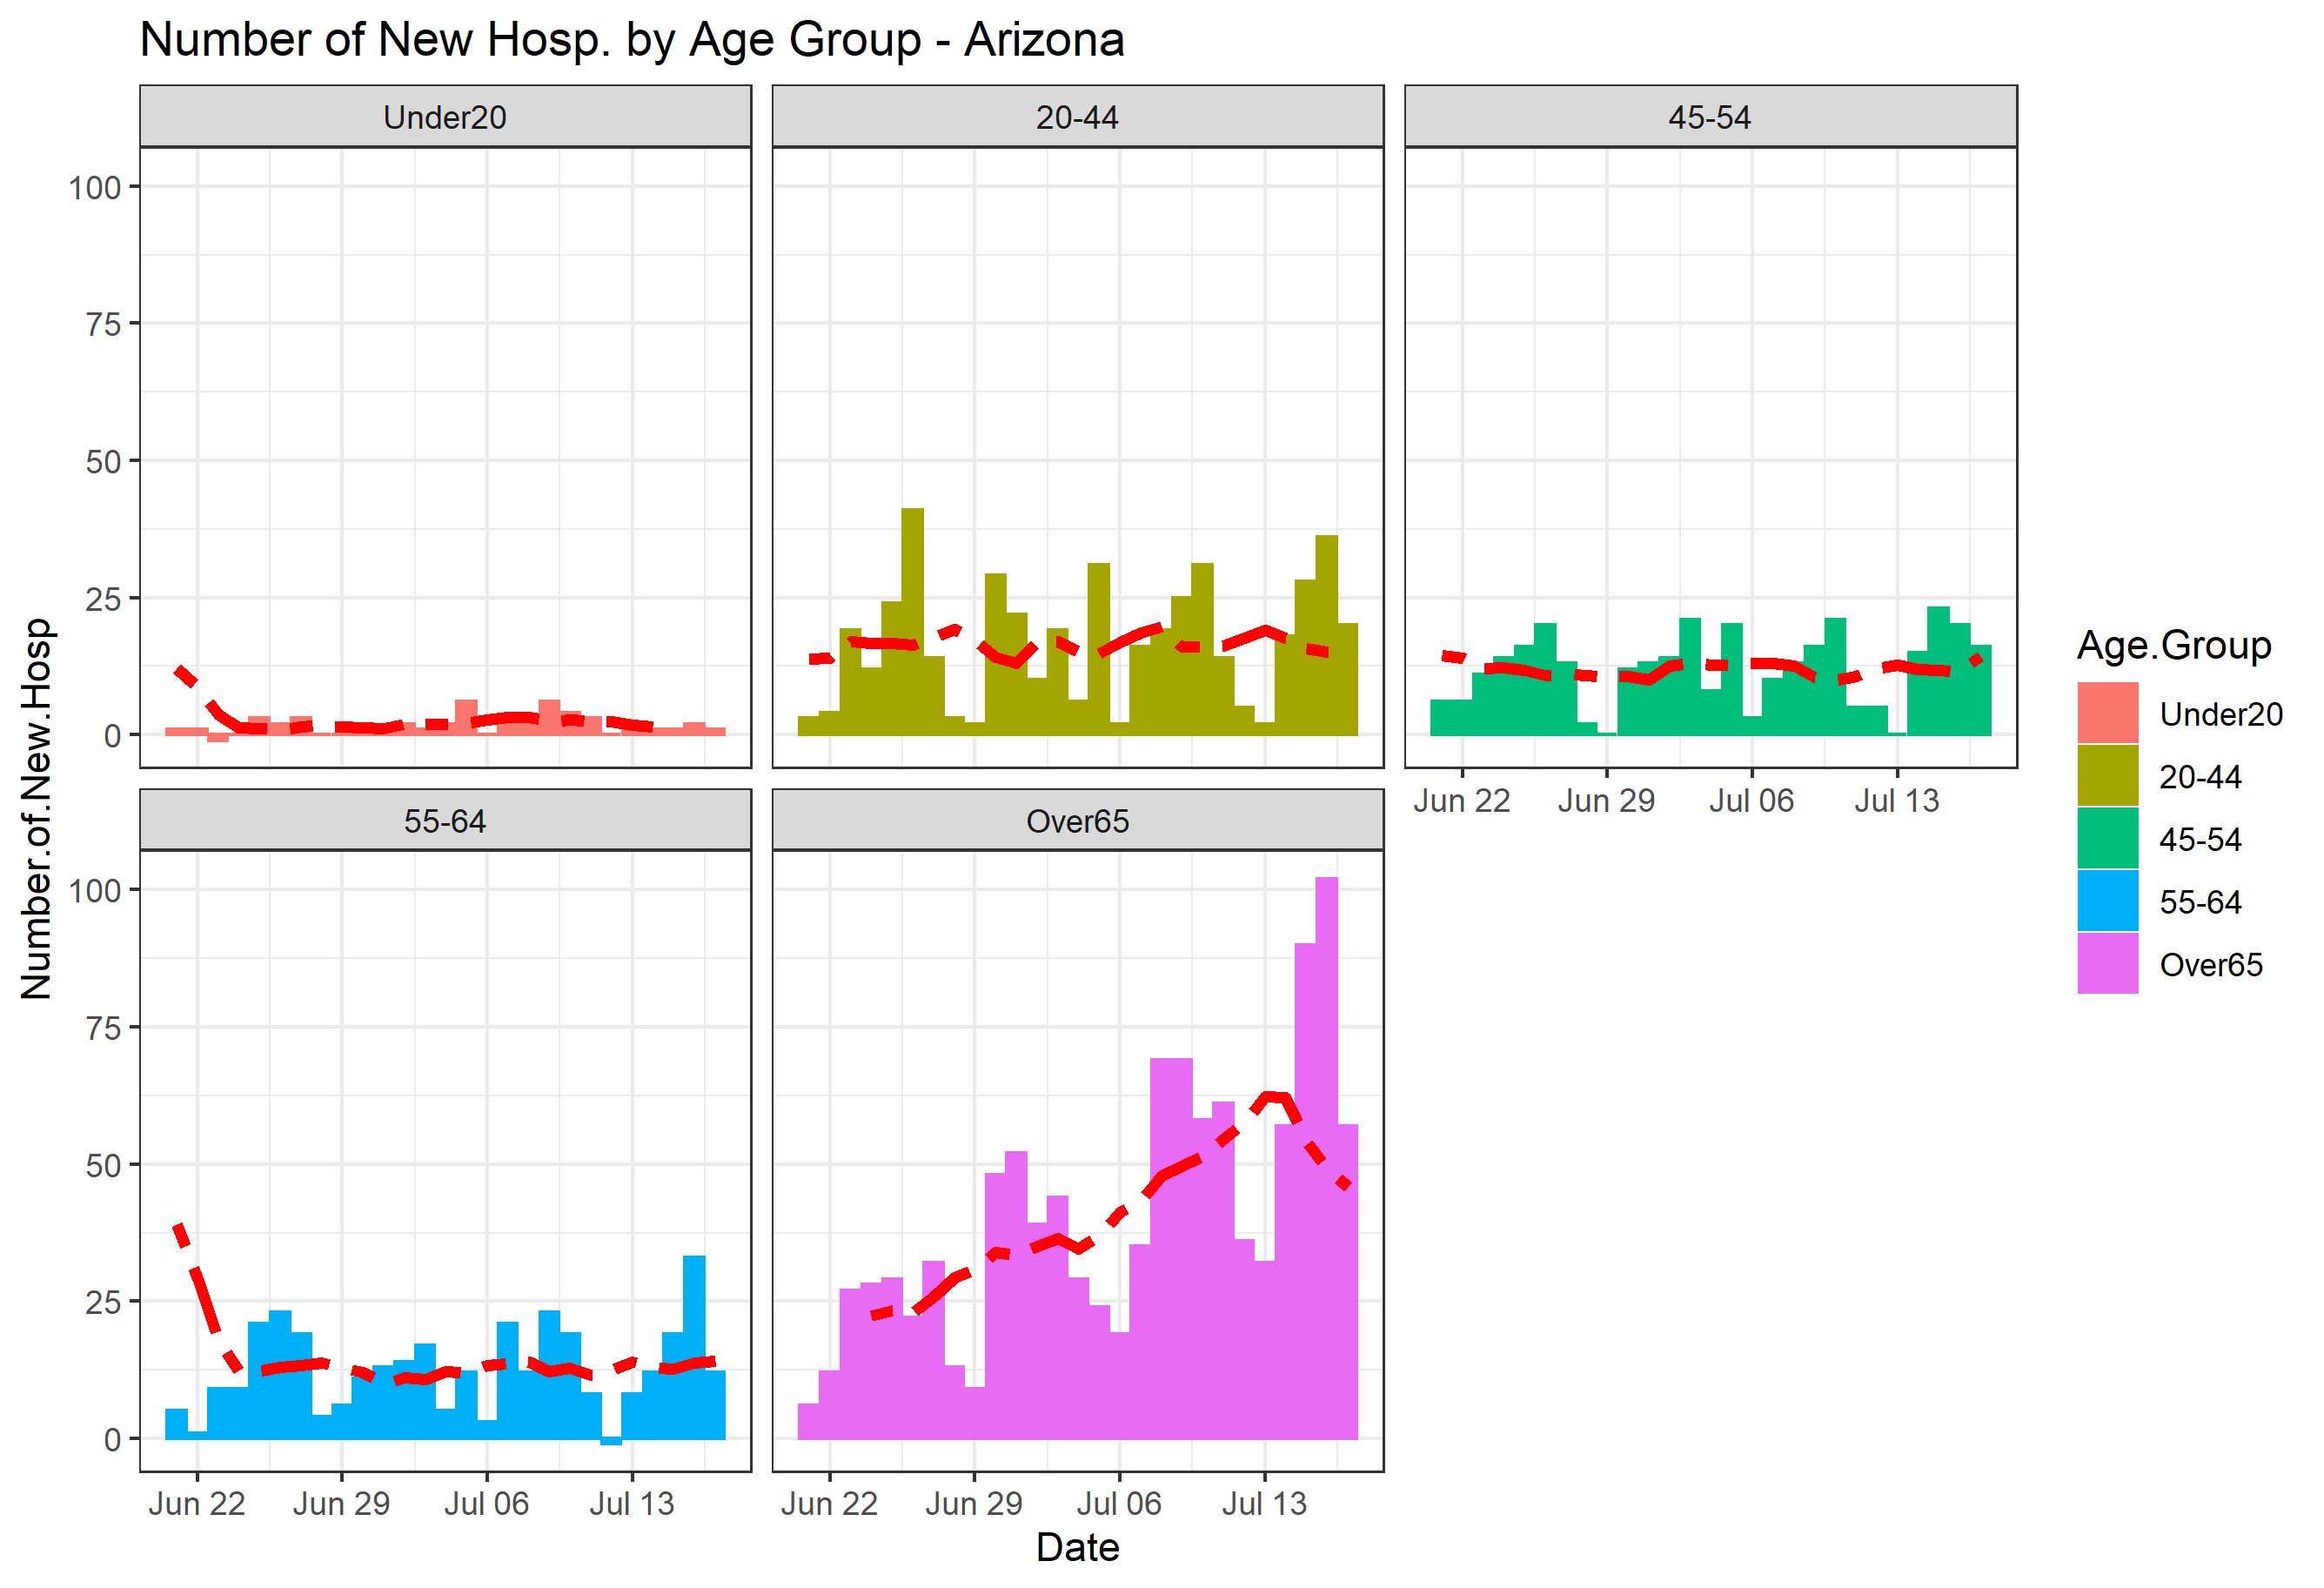 Number of New Hosp. by Age Group - Arizona
Under20
20-44
45-54
100
75
50
25
0
Jun 22
Jun 29
Jul 06
Jul 13
55-64
Over65
100
75
50
25
0
Jun 22
Jun 29
Jul 06
Jul 13
Jun 22
Jun 29
Jul 06
Jul 13
Number.of.New.Hosp
Date
Age.Group
Under20
20-44
45-54
55-64
Over65